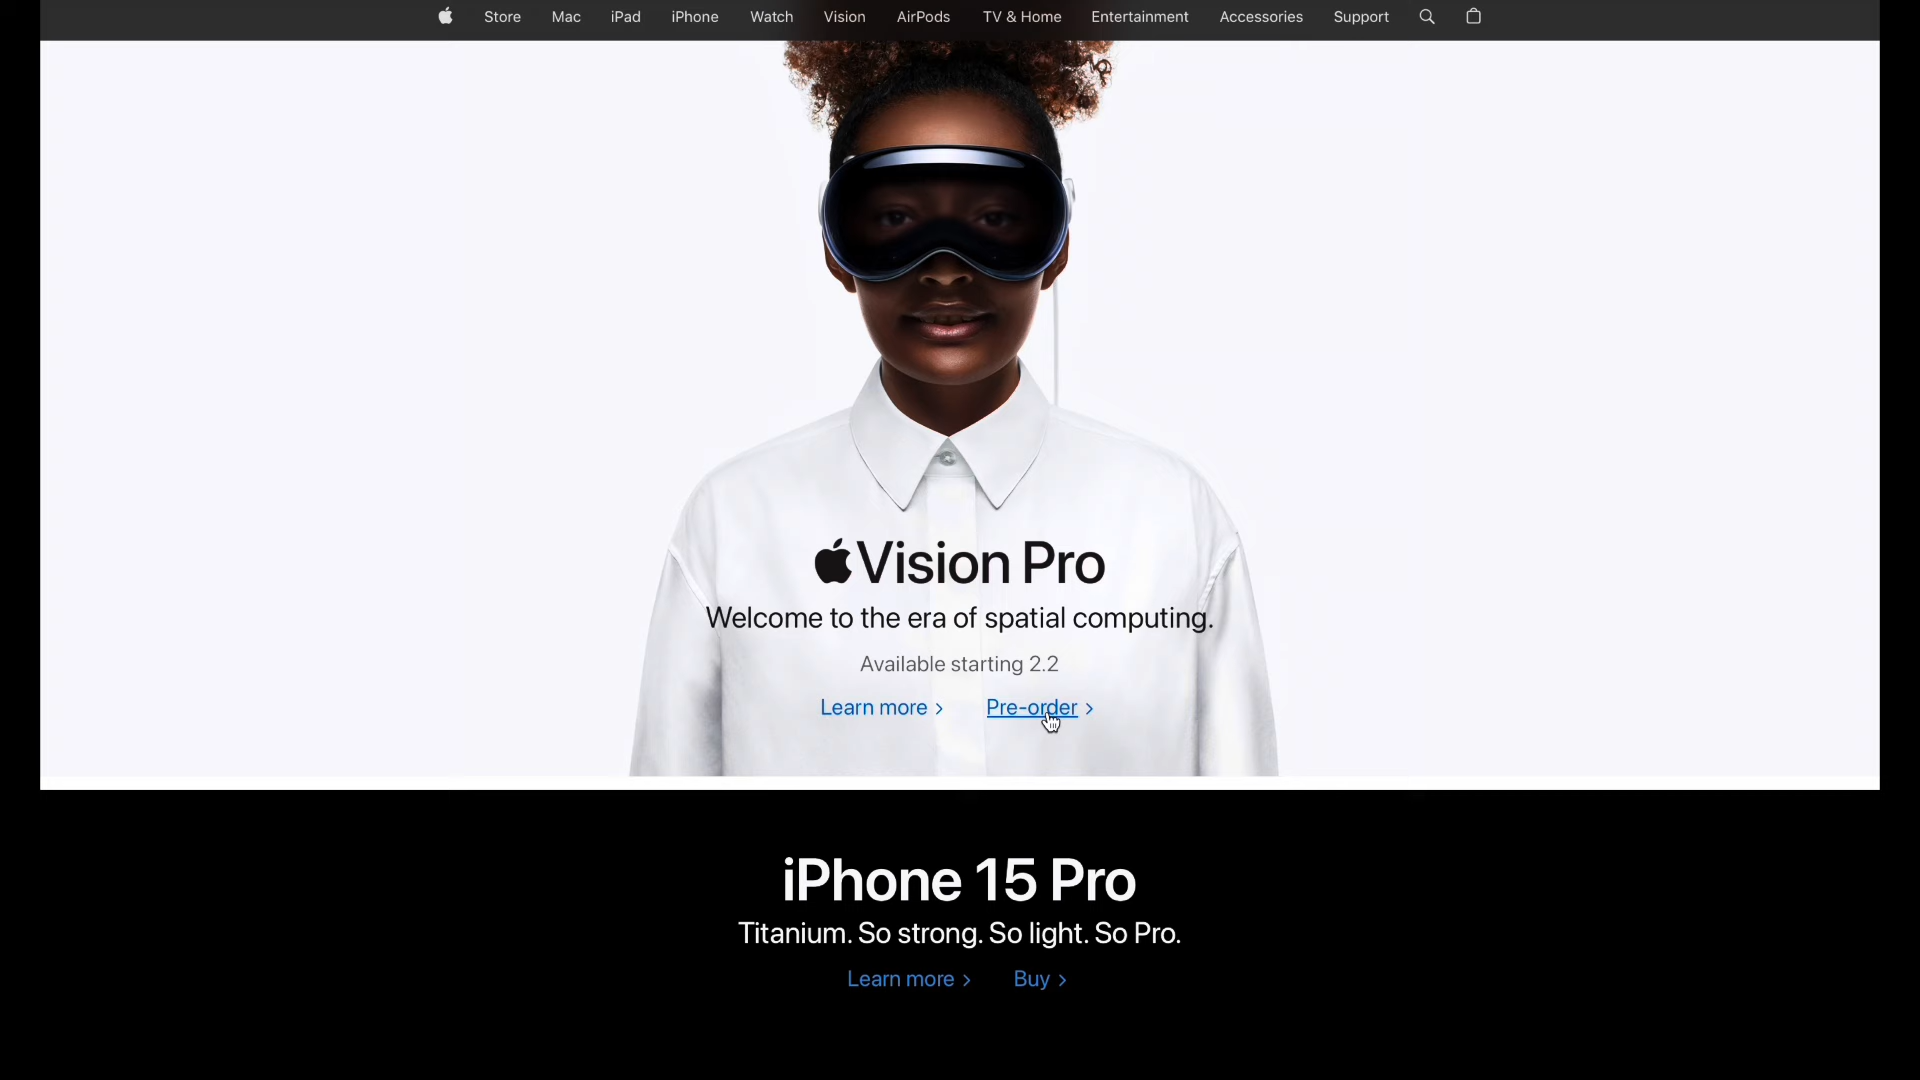 Store Mac iPad iPhone Watch Vision AirPods TV & Home Entertainment Accessories Support
Vision Pro
Welcome to the era of spatial computing.
Available starting 2.2
Learn more > Pre-order >
iPhone 15 Pro
Titanium. So strong. So light. So Pro.
Learn more > Buy >